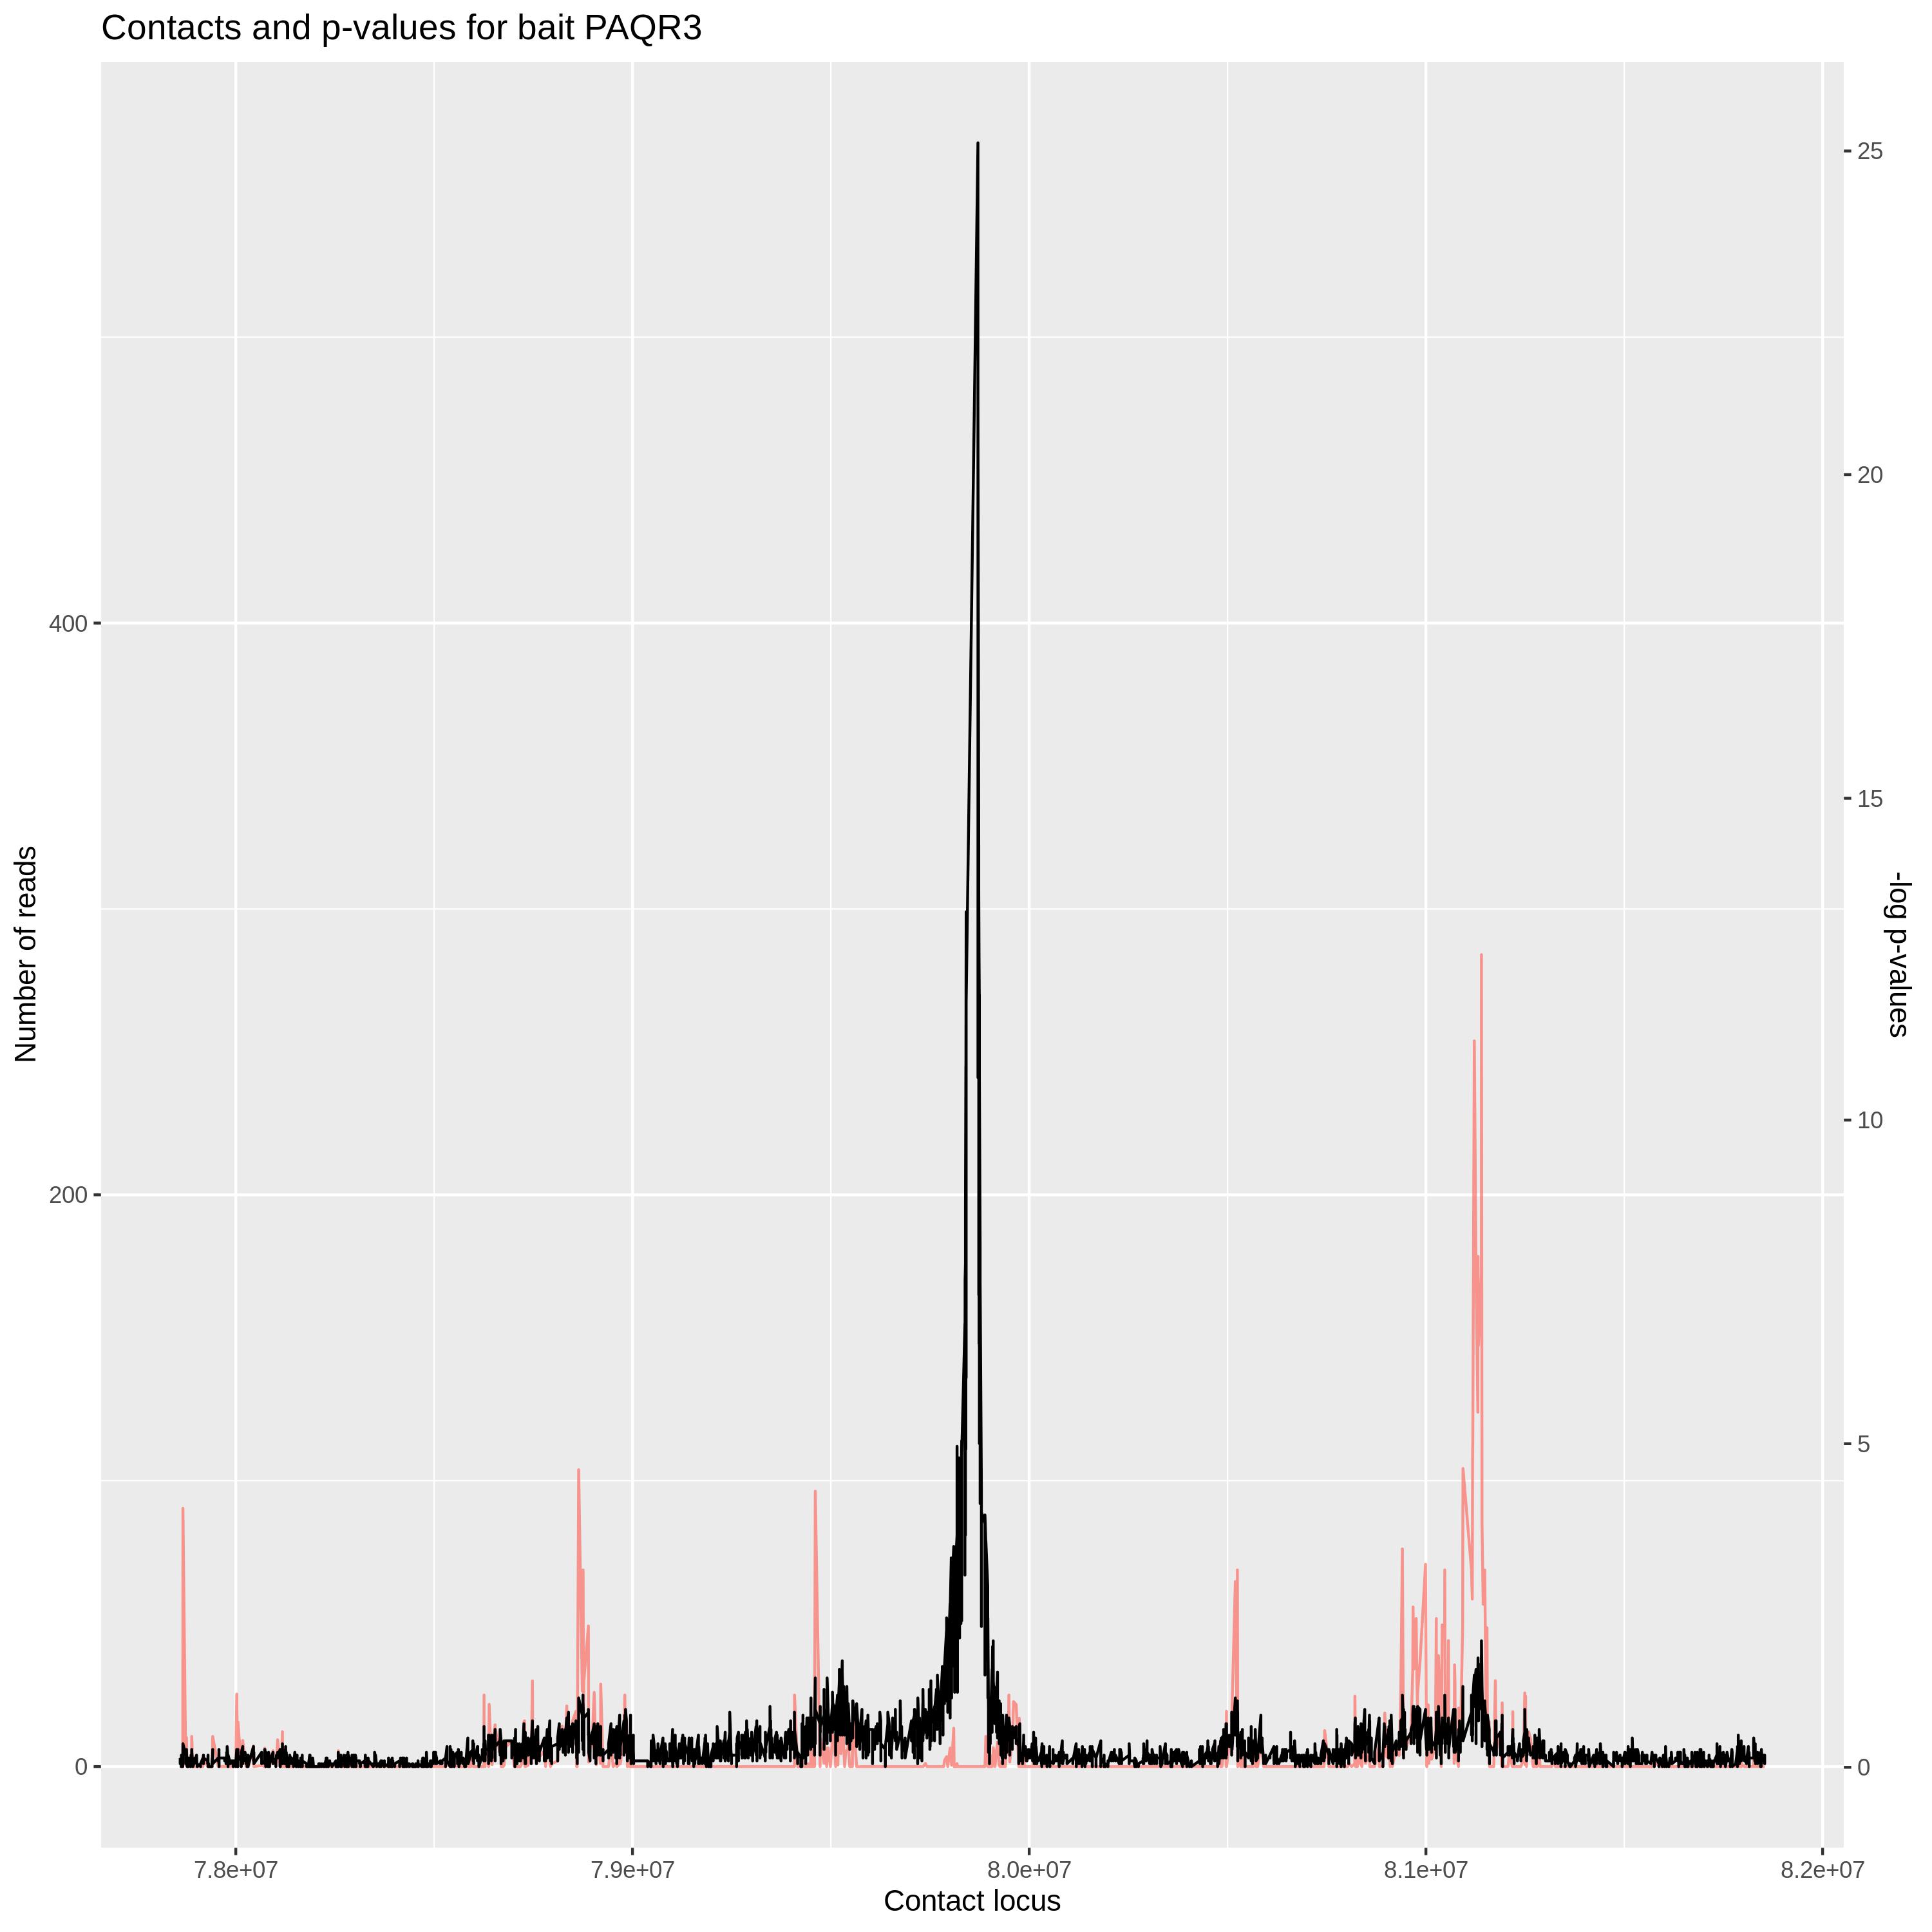 Contacts and p-values for bait PAQR3
Number of reads
400
200
0
25
20
15
10
5
0
-log p-values
7.8e+07
7.9e+07
8.0e+07
8.1e+07
8.2e+07
Contact locus